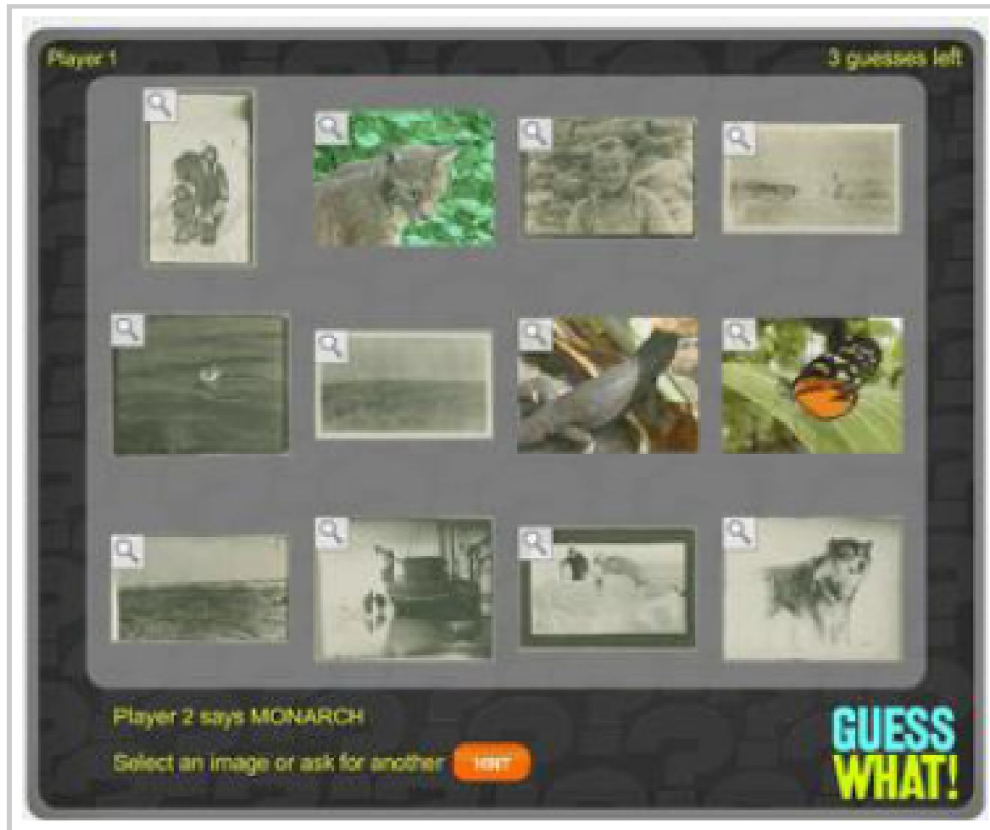 Player 1
3 guesses left
Player 2 says MONARCH
Select an image or ask for another HINT
GUESS
WHAT!